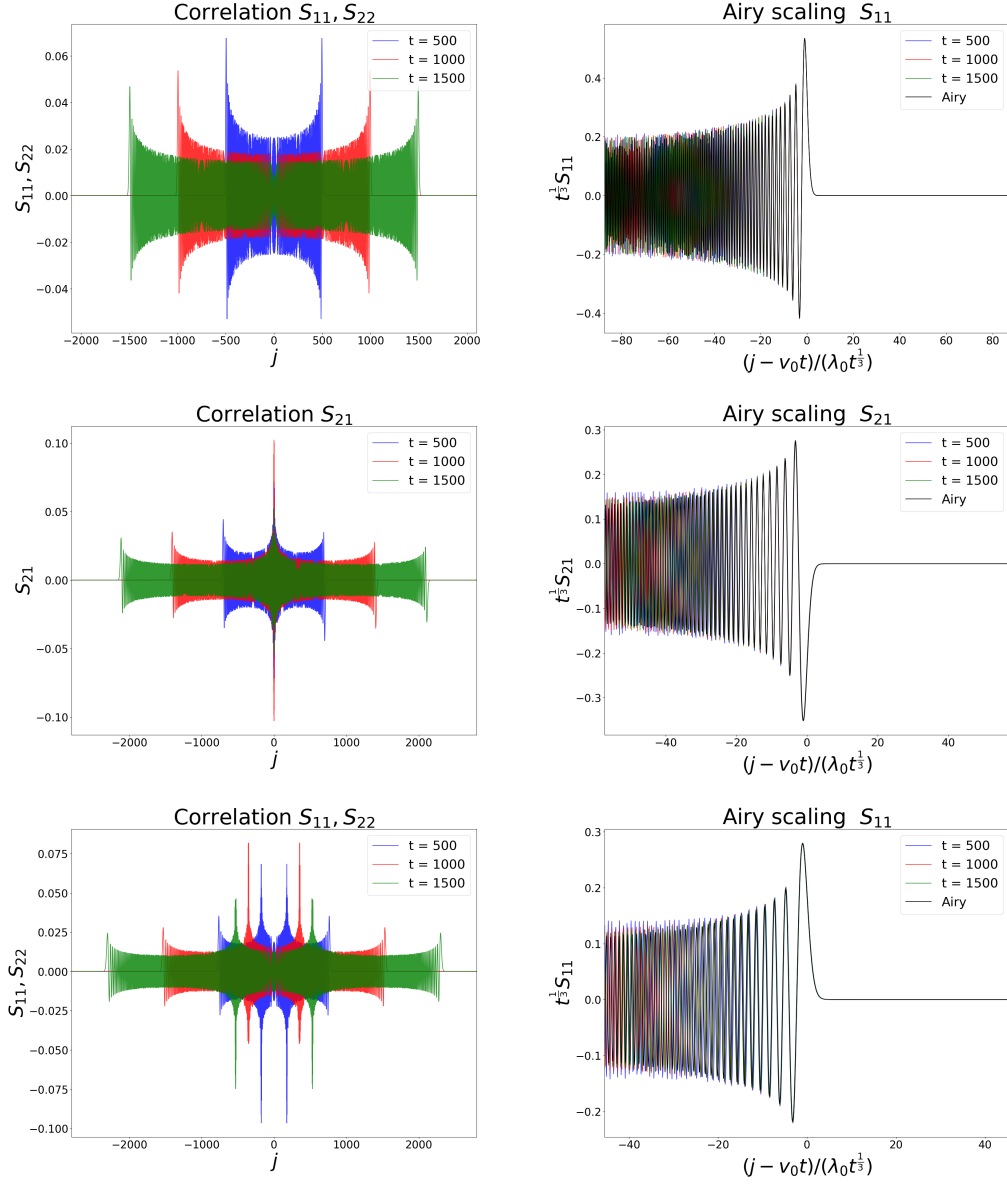 Correlation S₁₁, S₂₂
t = 500
t = 1000
t = 1500
S₁₁, S₂₂
0.06
0.04
0.02
0.00
−0.02
−0.04
−2000 −1500 −1000 −500 0 500 1000 1500 2000
j
Airy scaling S₁₁
t = 500
t = 1000
t = 1500
Airy
t^{1/3}S₁₁
0.4
0.2
0.0
−0.2
−0.4
−80 −60 −40 −20 0 20 40 60 80
(j − v₀t)/(λ₀t^{1/3})
Correlation S₂₁
t = 500
t = 1000
t = 1500
S₂₁
0.10
0.05
0.00
−0.05
−0.10
−2000 −1000 0 1000 2000
j
Airy scaling S₂₁
t = 500
t = 1000
t = 1500
Airy
t^{1/3}S₂₁
0.3
0.2
0.1
0.0
−0.1
−0.2
−0.3
−40 −20 0 20 40
(j − v₀t)/(λ₀t^{1/3})
Correlation S₁₁, S₂₂
t = 500
t = 1000
t = 1500
S₁₁, S₂₂
0.075
0.050
0.025
0.000
−0.025
−0.050
−0.075
−0.100
−2000 −1000 0 1000 2000
j
Airy scaling S₁₁
t = 500
t = 1000
t = 1500
Airy
t^{1/3}S₁₁
0.3
0.2
0.1
0.0
−0.1
−0.2
−40 −20 0 20 40
(j − v₀t)/(λ₀t^{1/3})